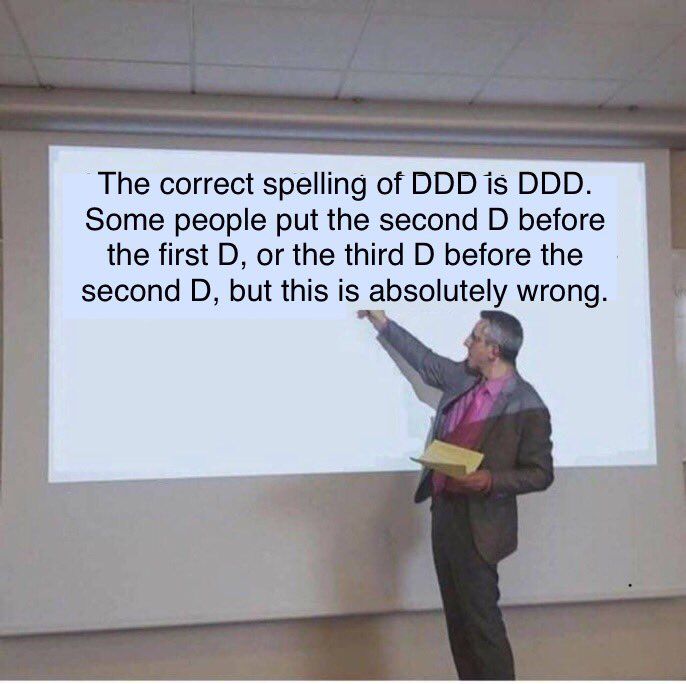 The correct spelling of DDD is DDD.
Some people put the second D before
the first D, or the third D before the
second D, but this is absolutely wrong.